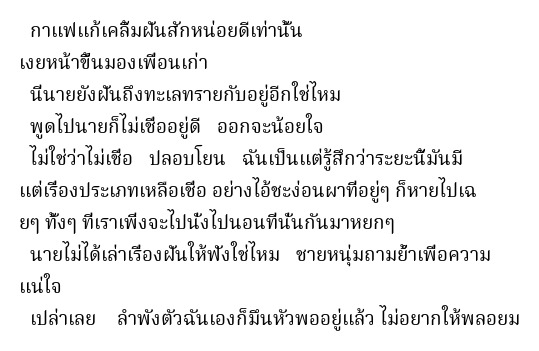 กาแฟแก้เคลิ้มฝันสักหน่อยดีเท่านั้น
เงยหน้าขึ้นมองเพื่อนเก่า
นี่นายยังฝันถึงทะเลทรายกับอยู่อีกใช่ไหม
พูดไปนายก็ไม่เชื่ออยู่ดี ออกจะน้อยใจ
ไม่ใช่ว่าไม่เชื่อ ปลอบโยน ฉันเป็นแต่รู้สึกว่าระยะนี้มันมี
แต่เรื่องประเภทเหลือเชื่อ อย่างไอ้ชะง่อนผาที่อยู่ๆ ก็หายไปเฉ
ยๆ ทั้งๆ ที่เราเพิ่งจะไปนั่งไปนอนที่นั่นกันมาหยกๆ
นายไม่ได้เล่าเรื่องฝันให้ฟังใช่ไหม ชายหนุ่มถามย้ำเพื่อความ
แน่ใจ
เปล่าเลย ลำพังตัวฉันเองก็มึนหัวพออยู่แล้ว ไม่อยากให้พลอยม